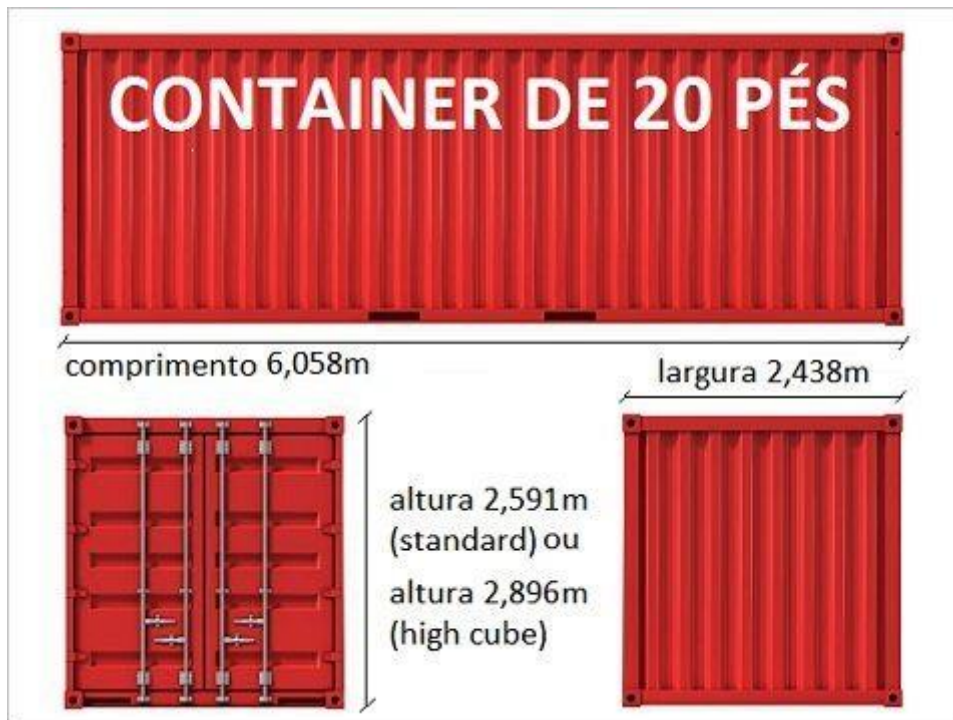 CONTAINER DE 20 PÉS
comprimento 6,058m
largura 2,438m
altura 2,591m
(standard) ou
altura 2,896m
(high cube)